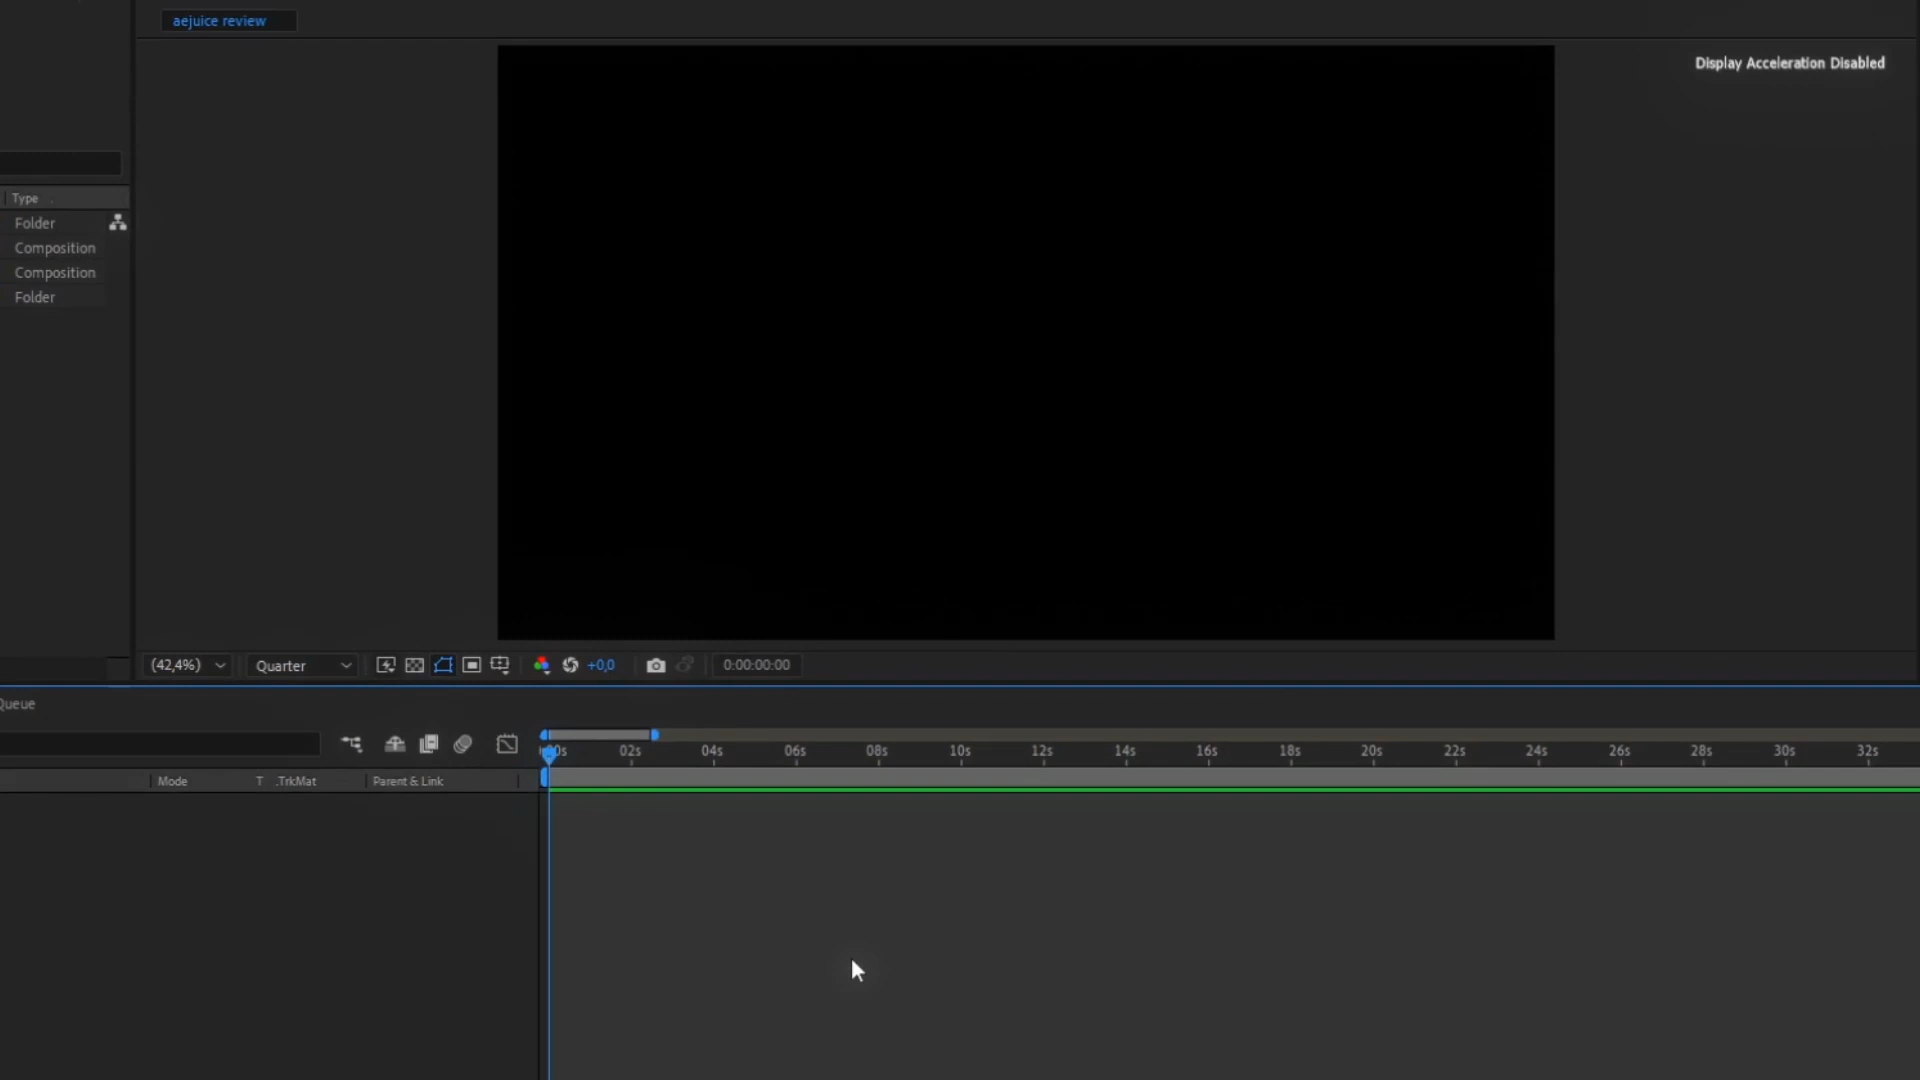 aejuice review
Display Acceleration Disabled
Type
Folder
Composition
Composition
Folder
(42,4%)
Quarter
+0,0
0:00:00:00
Queue
00s 02s 04s 06s 08s 10s 12s 14s 16s 18s 20s 22s 24s 26s 28s 30s 32s
Mode T .TrkMat Parent & Link